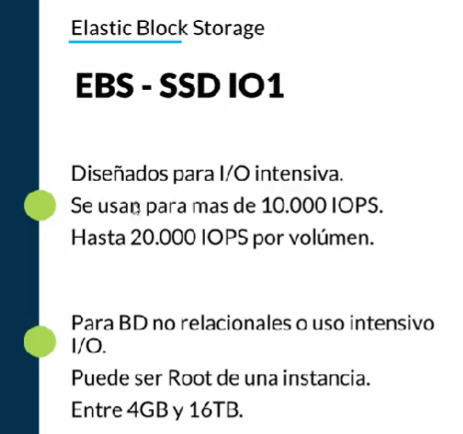 Elastic Block Storage
EBS - SSD IO1
Diseñados para I/O intensiva.
Se usan para mas de 10.000 IOPS.
Hasta 20.000 IOPS por volúmen.
Para BD no relacionales o uso intensivo
I/O.
Puede ser Root de una instancia.
Entre 4GB y 16TB.